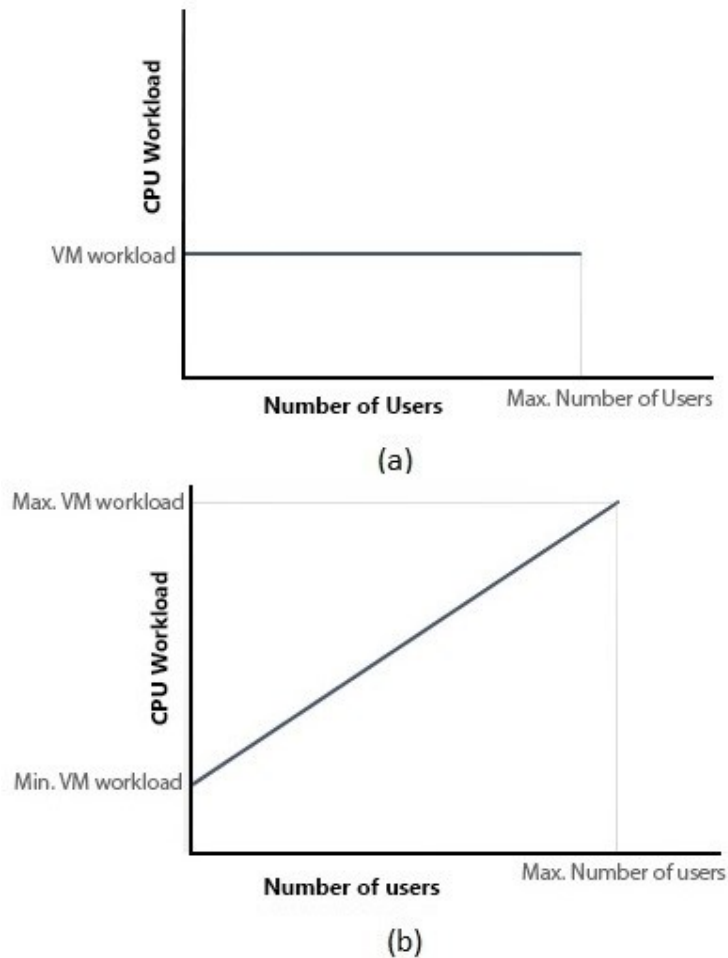 CPU Workload
VM workload
Number of Users
Max. Number of Users
(a)
Max. VM workload
CPU Workload
Min. VM workload
Number of users
Max. Number of users
(b)